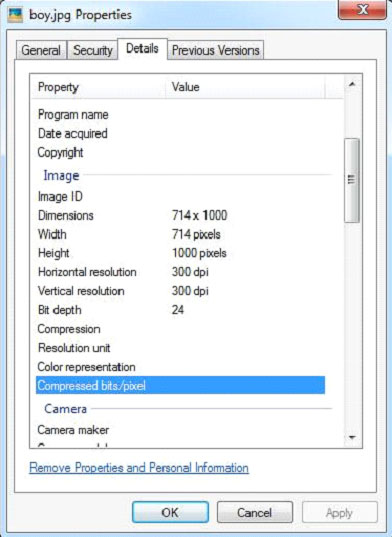 boy.jpg Properties
General Security Details Previous Versions
Property Value
Program name
Date acquired
Copyright
Image
Image ID
Dimensions 714 x 1000
Width 714 pixels
Height 1000 pixels
Horizontal resolution 300 dpi
Vertical resolution 300 dpi
Bit depth 24
Compression
Resolution unit
Color representation
Compressed bits/pixel
Camera
Camera maker
Remove Properties and Personal Information
OK Cancel Apply